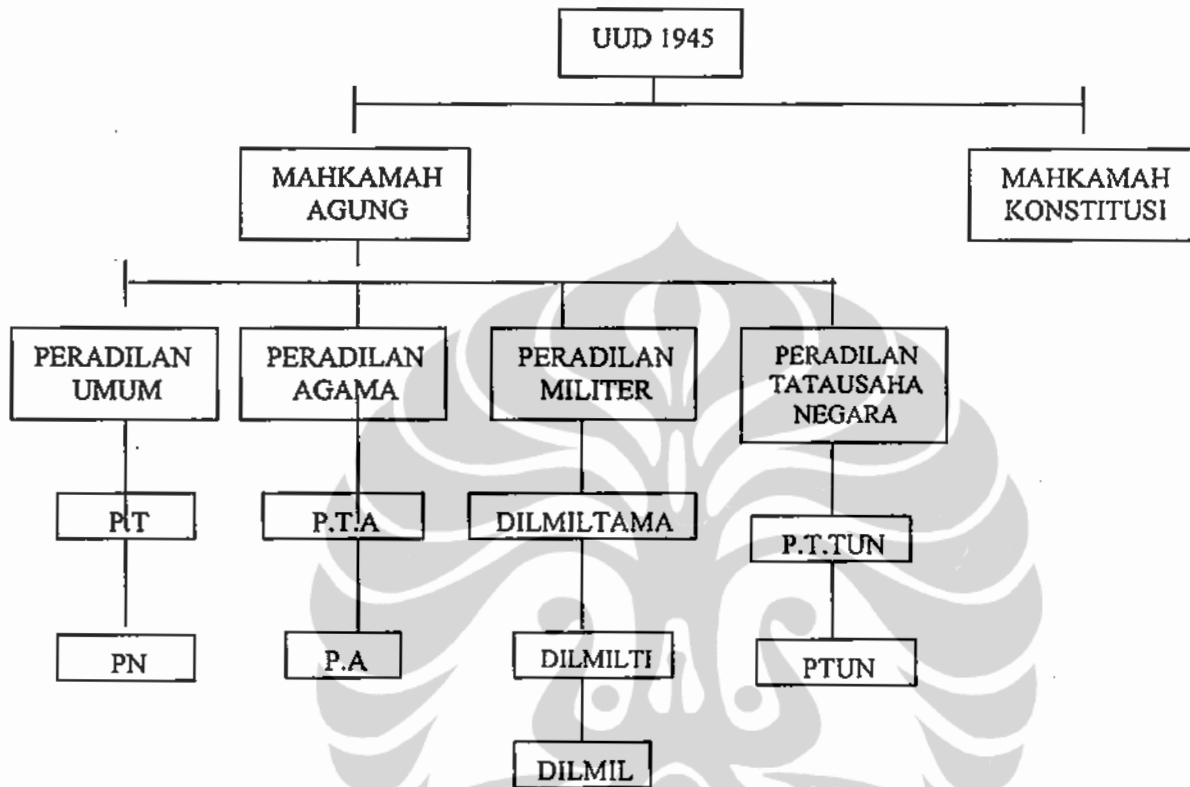 UUD 1945
MAHKAMAH
AGUNG
MAHKAMAH
KONSTITUSI
PERADILAN
UMUM
PERADILAN
AGAMA
PERADILAN
MILITER
PERADILAN
TATAUSAHA
NEGARA
P.T
P.T.A
DILMILTAMA
P.T.TUN
PN
P.A
DILMILTI
PTUN
DILMIL